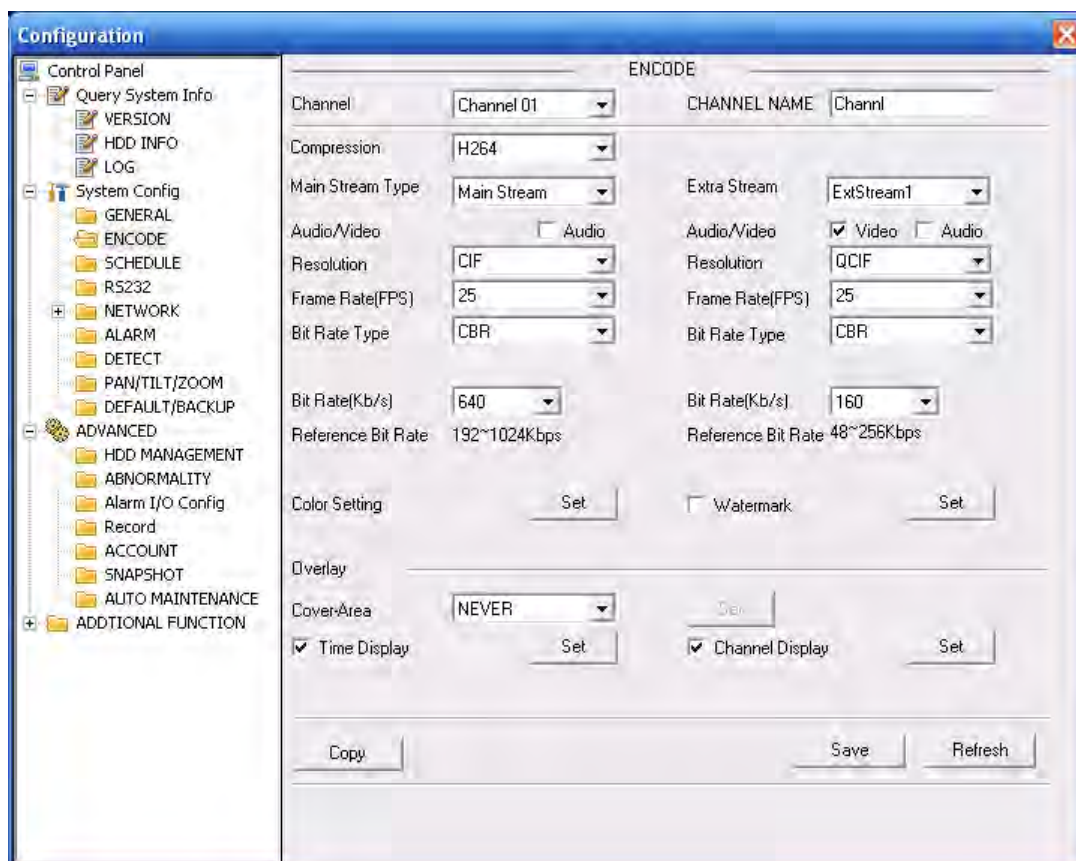 Configuration
Control Panel
Query System Info
VERSION
HDD INFO
LOG
System Config
GENERAL
ENCODE
SCHEDULE
RS232
NETWORK
ALARM
DETECT
PAN/TILT/ZOOM
DEFAULT/BACKUP
ADVANCED
HDD MANAGEMENT
ABNORMALITY
Alarm I/O Config
Record
ACCOUNT
SNAPSHOT
AUTO MAINTENANCE
ADDTIONAL FUNCTION
ENCODE
Channel Channel 01 CHANNEL NAME Channl
Compression H264
Main Stream Type Main Stream Extra Stream ExtStream1
Audio/Video Audio Audio/Video Video Audio
Resolution CIF Resolution QCIF
Frame Rate(FPS) 25 Frame Rate(FPS) 25
Bit Rate Type CBR Bit Rate Type CBR
Bit Rate(Kb/s) 640 Bit Rate(Kb/s) 160
Reference Bit Rate 192~1024Kbps Reference Bit Rate 48~256Kbps
Color Setting Set Watermark Set
Overlay
Cover-Area NEVER
Time Display Set Channel Display Set
Copy Save Refresh